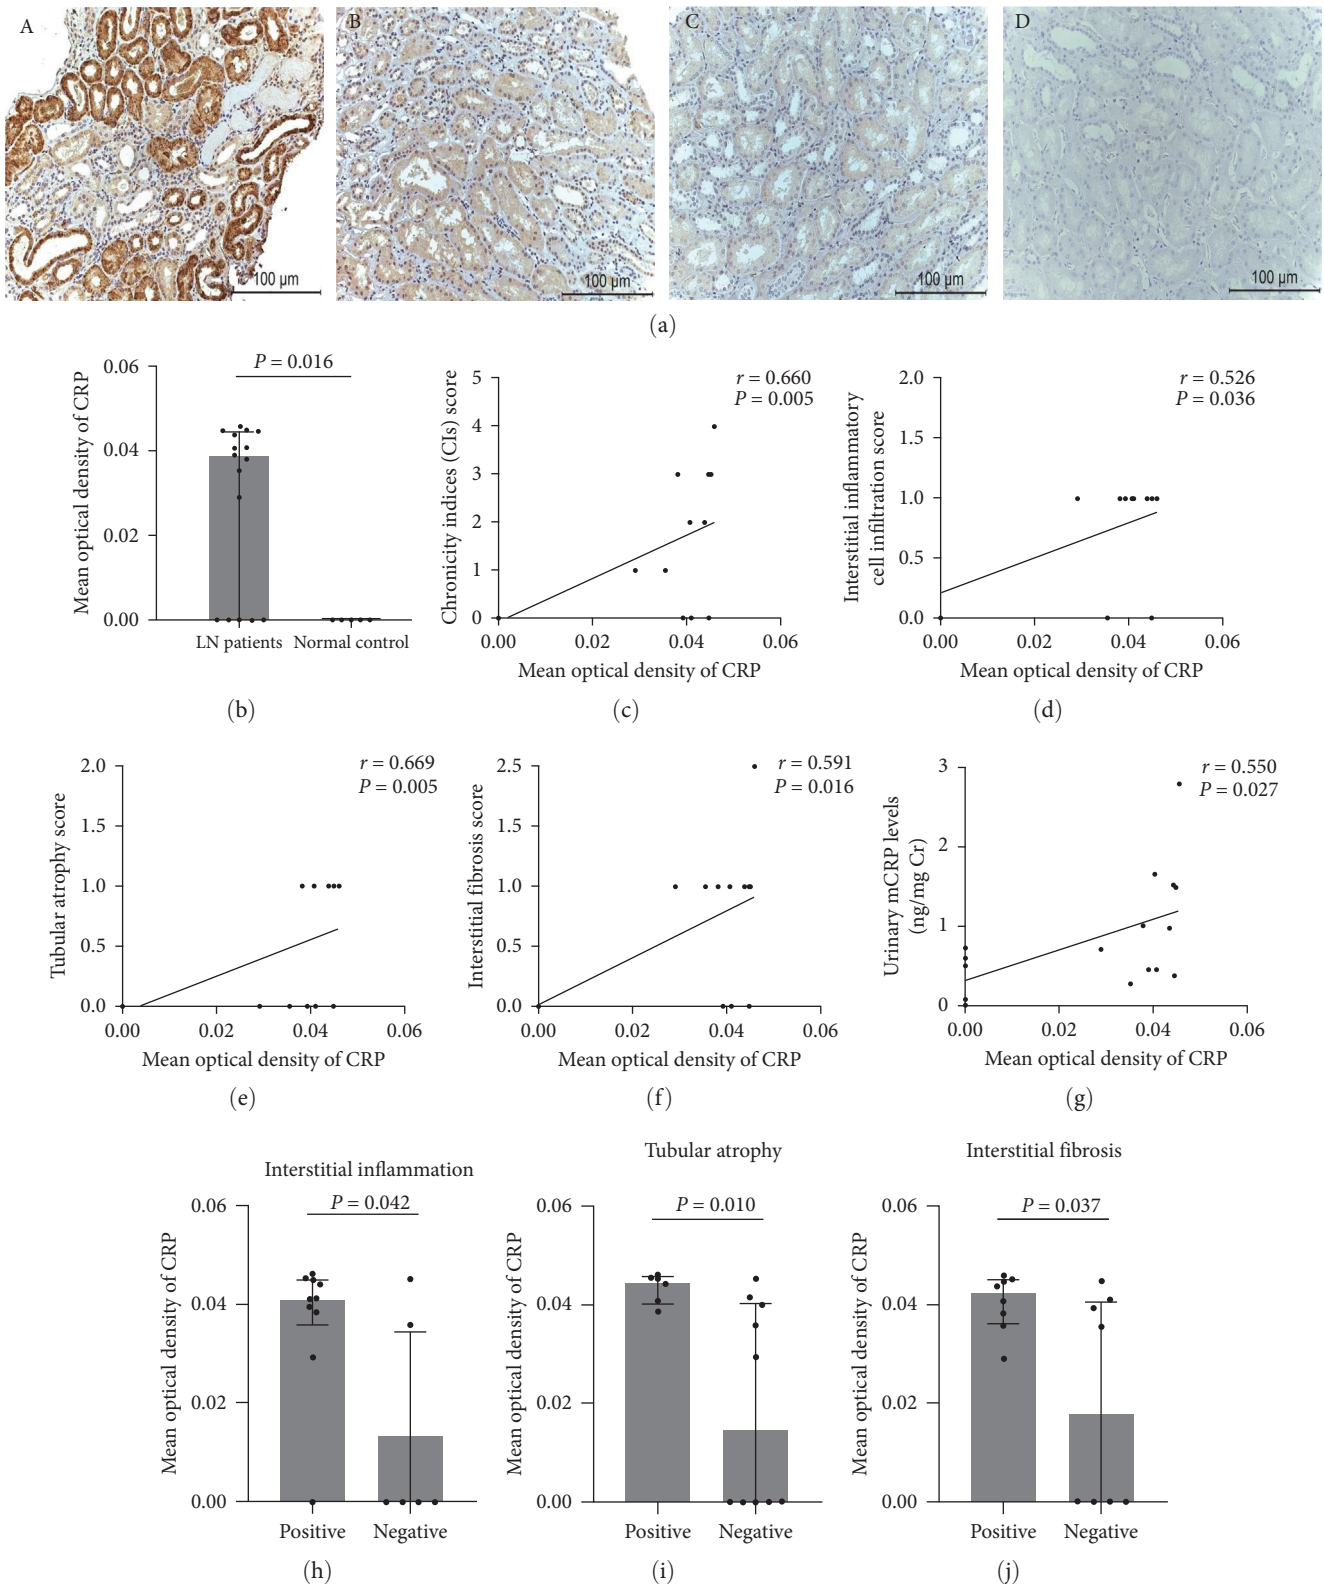 A
B
C
D
100 µm
100 µm
100 µm
100 µm
(a)
Mean optical density of CRP
0.06
0.04
0.02
0.00
P = 0.016
LN patients
Normal control
(b)
Chronicity indices (CIs) score
5
4
3
2
1
0
r = 0.660
P = 0.005
0.02
0.04
0.06
Mean optical density of CRP
(c)
Interstitial inflammatory
cell infiltration score
2.0
1.5
1.0
0.5
0.0
r = 0.526
P = 0.036
0.00
0.02
0.04
0.06
Mean optical density of CRP
(d)
Tubular atrophy score
2.0
1.5
1.0
0.5
0.0
r = 0.669
P = 0.005
0.00
0.02
0.04
0.06
Mean optical density of CRP
(e)
Interstitial fibrosis score
2.5
1.0
0.5
0.0
r = 0.591
P = 0.016
0.00
0.02
0.04
0.06
Mean optical density of CRP
(f)
Urinary mCRP levels
(ng/mg Cr)
3
2
1
0
r = 0.550
P = 0.027
0.00
0.02
0.04
0.06
Mean optical density of CRP
(g)
Interstitial inflammation
P = 0.042
Mean optical density of CRP
0.06
0.04
0.02
0.00
Positive
Negative
(h)
Tubular atrophy
P = 0.010
Mean optical density of CRP
0.06
0.04
0.02
0.00
Positive
Negative
(i)
Interstitial fibrosis
P = 0.037
Mean optical density of CRP
0.06
0.04
0.02
0.00
Positive
Negative
(j)